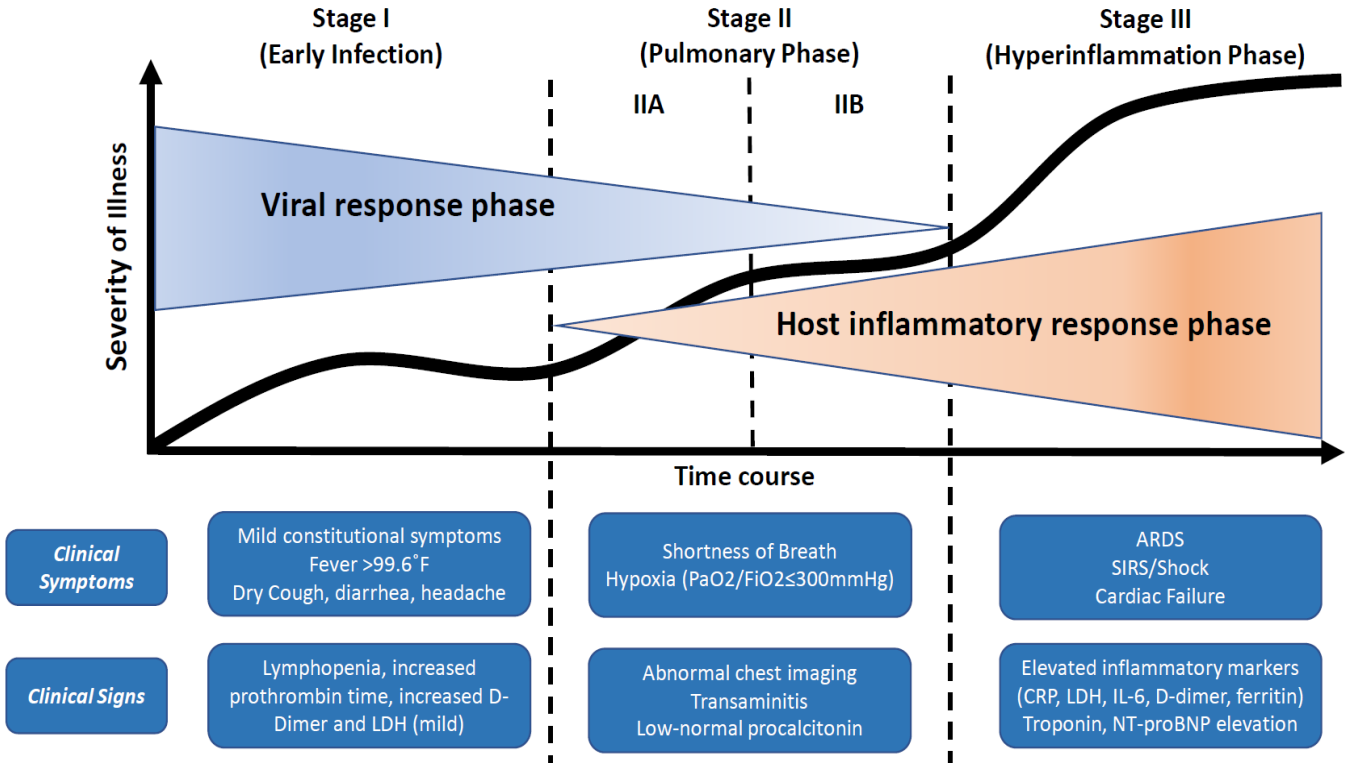 Stage I
(Early Infection)
Stage II
(Pulmonary Phase)
Stage III
(Hyperinflammation Phase)
IIA
IIB
Severity of Illness
Viral response phase
Host inflammatory response phase
Time course
Clinical
Symptoms
Mild constitutional symptoms
Fever >99.6°F
Dry Cough, diarrhea, headache
Shortness of Breath
Hypoxia (PaO2/FiO2≤300mmHg)
ARDS
SIRS/Shock
Cardiac Failure
Clinical Signs
Lymphopenia, increased
prothrombin time, increased D-
Dimer and LDH (mild)
Abnormal chest imaging
Transaminitis
Low-normal procalcitonin
Elevated inflammatory markers
(CRP, LDH, IL-6, D-dimer, ferritin)
Troponin, NT-proBNP elevation